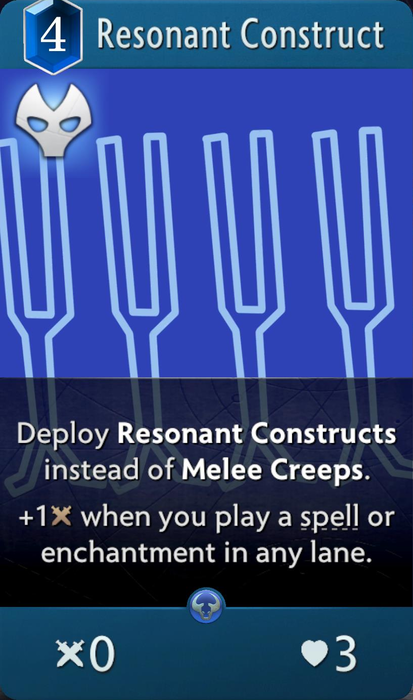 4 Resonant Construct
Deploy Resonant Constructs
instead of Melee Creeps.
+1 when you play a spell or
enchantment in any lane.
0 3